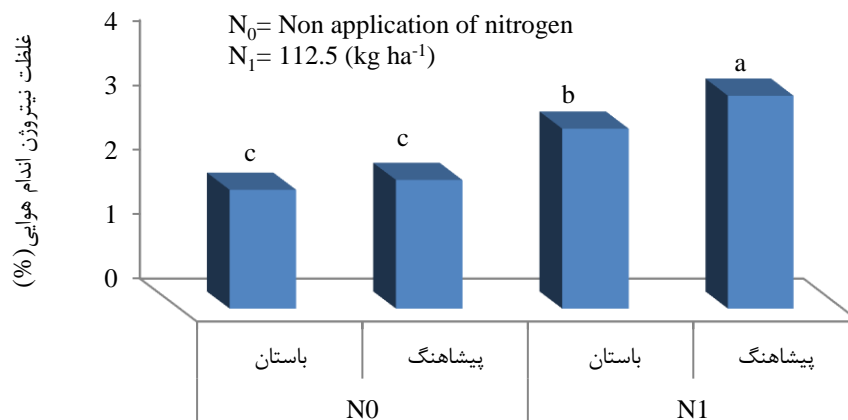 N₀= Non application of nitrogen
N₁= 112.5 (kg ha⁻¹)
غلظت نیتروژن اندام هوایی(%)
4
3
2
1
0
c
c
b
a
باستان
پیشاهنگ
باستان
پیشاهنگ
N0
N1